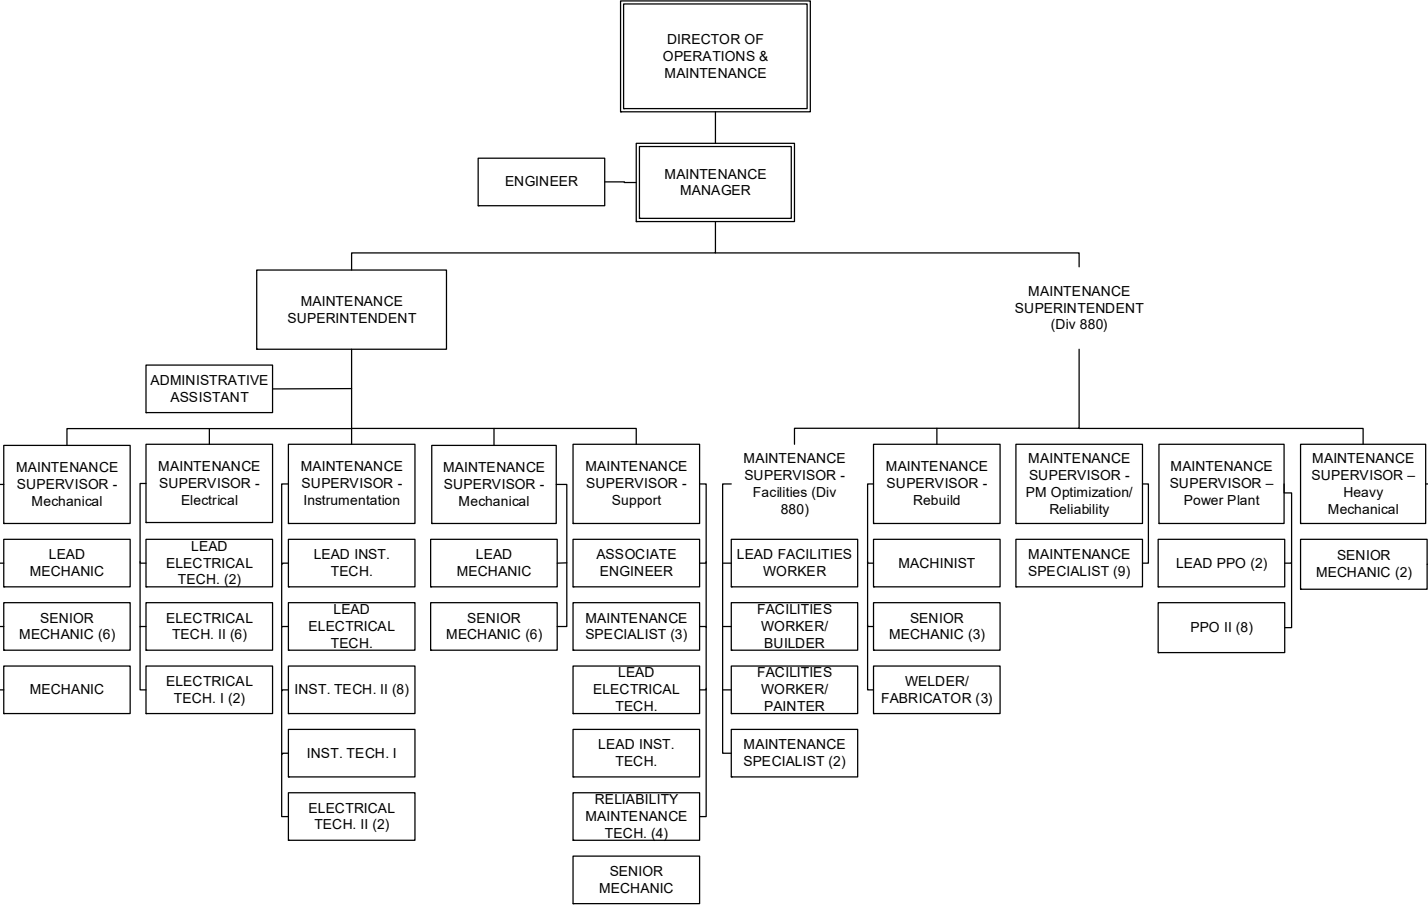 DIRECTOR OF
OPERATIONS &
MAINTENANCE
ENGINEER
MAINTENANCE
MANAGER
MAINTENANCE
SUPERINTENDENT
MAINTENANCE
SUPERINTENDENT
(Div 880)
ADMINISTRATIVE
ASSISTANT
MAINTENANCE
SUPERVISOR -
Mechanical
LEAD
MECHANIC
SENIOR
MECHANIC (6)
MECHANIC
MAINTENANCE
SUPERVISOR -
Electrical
LEAD
ELECTRICAL
TECH. (2)
ELECTRICAL
TECH. II (6)
ELECTRICAL
TECH. I (2)
MAINTENANCE
SUPERVISOR -
Instrumentation
LEAD INST.
TECH.
LEAD
ELECTRICAL
TECH.
INST. TECH. II (8)
INST. TECH. I
ELECTRICAL
TECH. II (2)
MAINTENANCE
SUPERVISOR -
Mechanical
LEAD
MECHANIC
SENIOR
MECHANIC (6)
MAINTENANCE
SUPERVISOR -
Support
ASSOCIATE
ENGINEER
MAINTENANCE
SPECIALIST (3)
LEAD
ELECTRICAL
TECH.
LEAD INST.
TECH.
RELIABILITY
MAINTENANCE
TECH. (4)
SENIOR
MECHANIC
MAINTENANCE
SUPERVISOR -
Facilities (Div
880)
LEAD FACILITIES
WORKER
FACILITIES
WORKER/
BUILDER
FACILITIES
WORKER/
PAINTER
MAINTENANCE
SPECIALIST (2)
MAINTENANCE
SUPERVISOR -
Rebuild
MACHINIST
SENIOR
MECHANIC (3)
WELDER/
FABRICATOR (3)
MAINTENANCE
SUPERVISOR -
PM Optimization/
Reliability
MAINTENANCE
SPECIALIST (9)
MAINTENANCE
SUPERVISOR –
Power Plant
LEAD PPO (2)
PPO II (8)
MAINTENANCE
SUPERVISOR –
Heavy
Mechanical
SENIOR
MECHANIC (2)